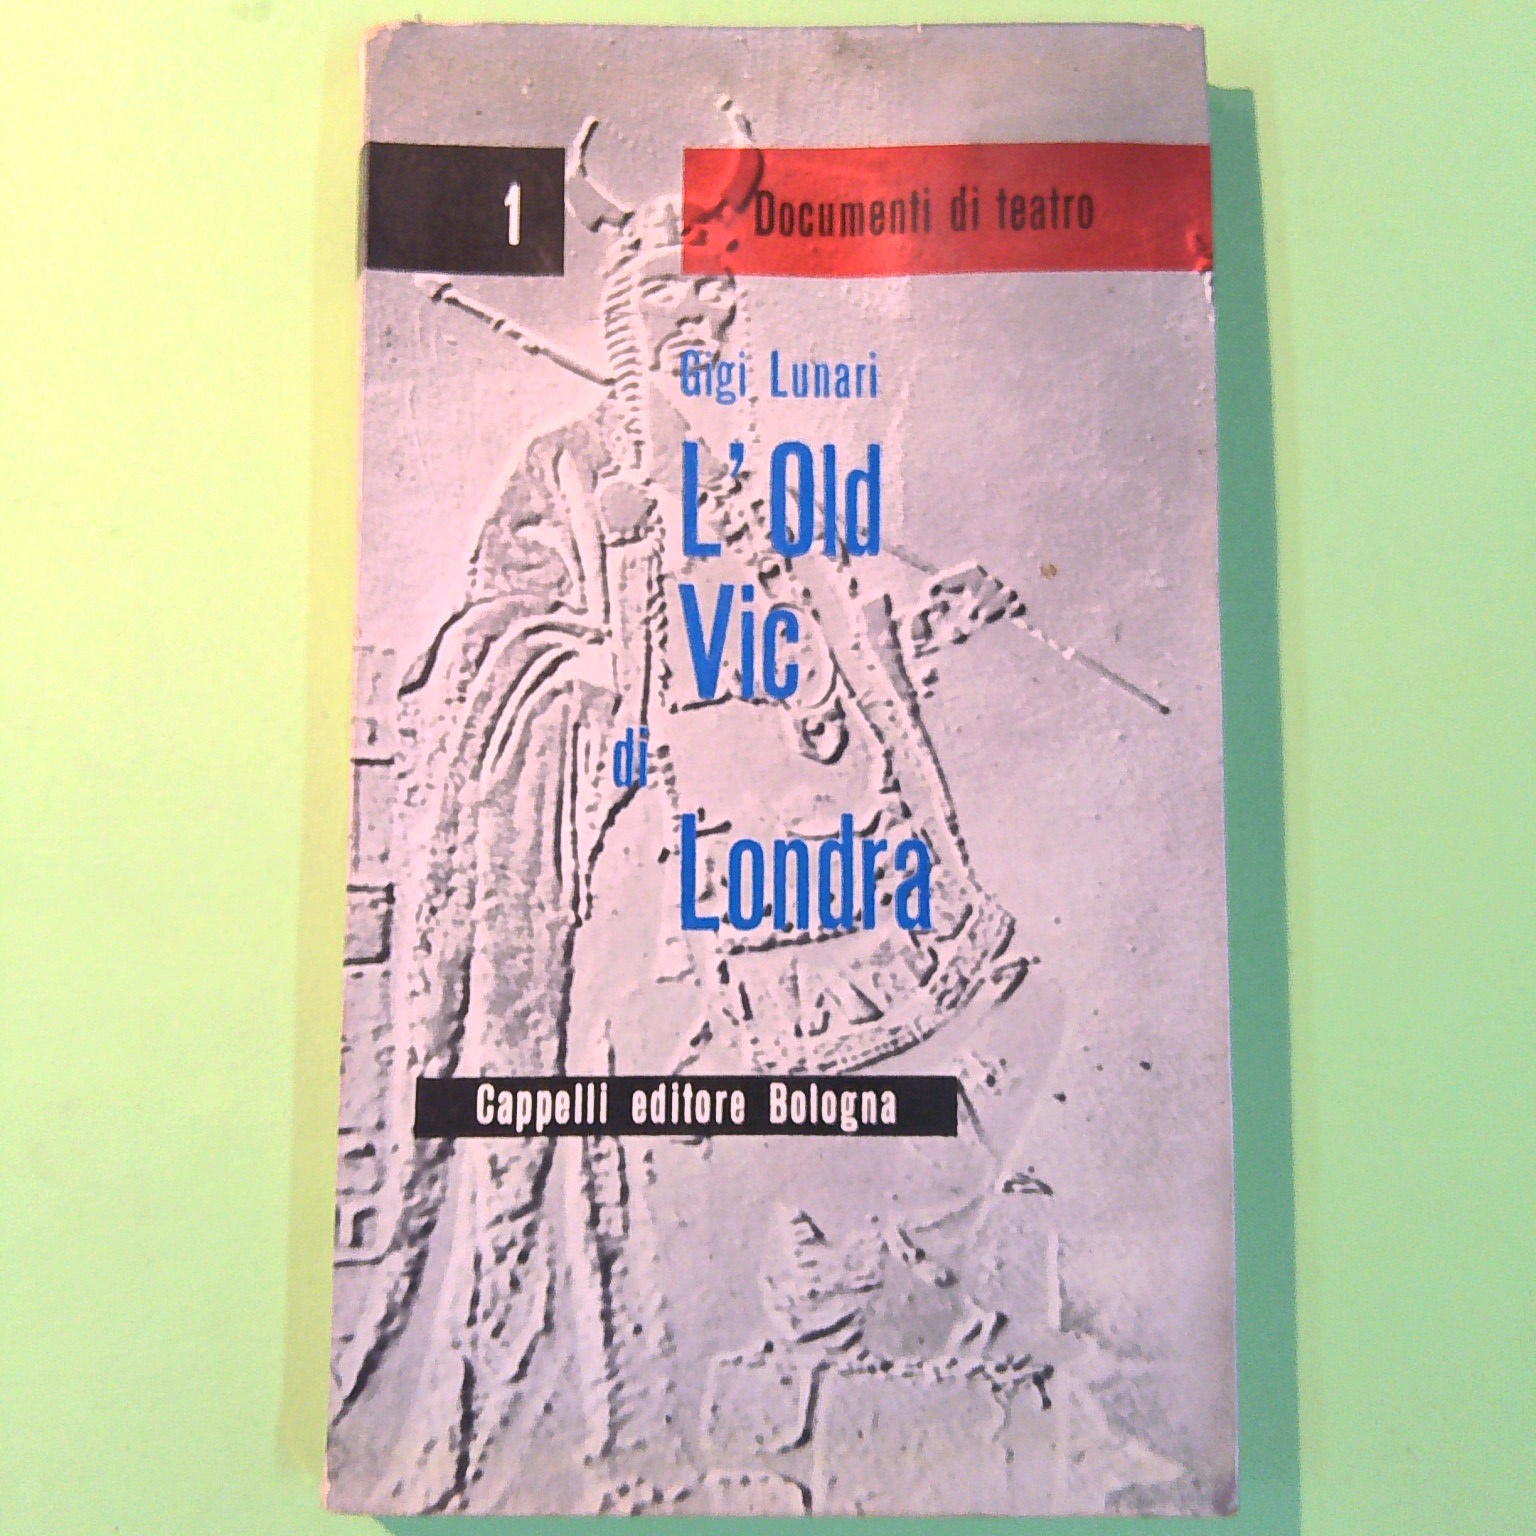 1
Documenti di teatro
Gigi Lunari
L' Old
Vic
di
Londra
Cappelli editore Bologna